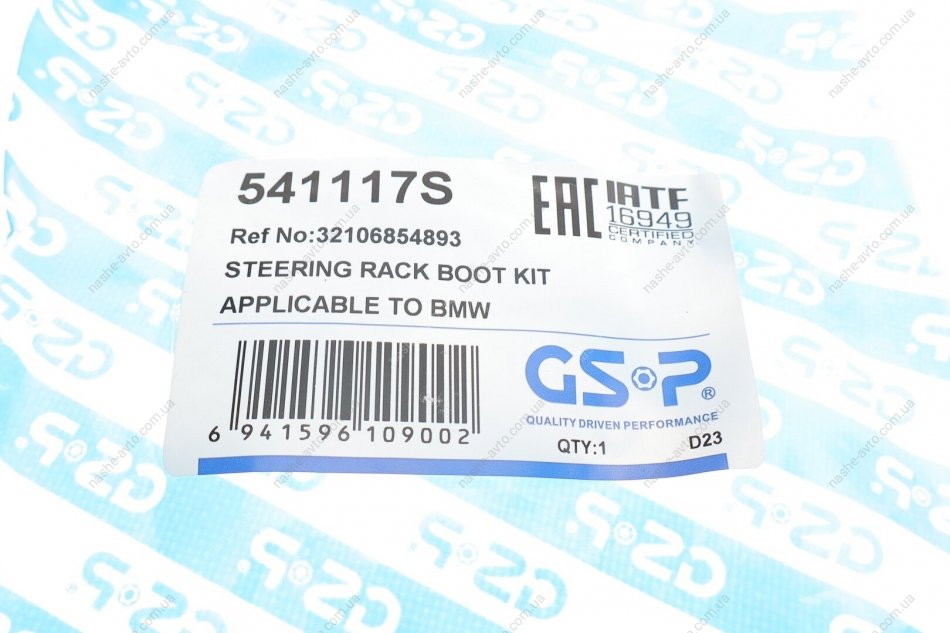 541117S
EAC
IATF
16949
CERTIFIED
COMPANY
Ref No:32106854893
STEERING RACK BOOT KIT
APPLICABLE TO BMW
GSP®
QUALITY DRIVEN PERFORMANCE
6 941596 109002
QTY:1
D23
nashe-avto.com.ua